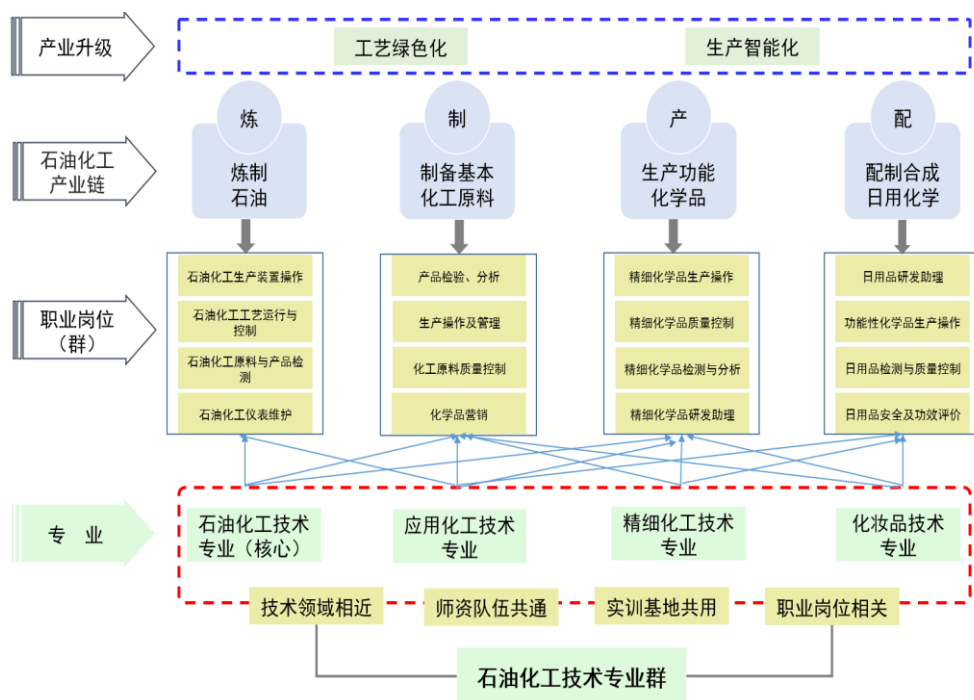 产业升级
工艺绿色化
生产智能化
石油化工
产业链
炼
炼制
石油
制
制备基本
化工原料
产
生产功能
化学品
配
配制合成
日用化学
职业岗位
（群）
石油化工生产装置操作
石油化工工艺运行与
控制
石油化工原料与产品检
测
石油化工仪表维护
产品检验、分析
生产操作及管理
化工原料质量控制
化学品营销
精细化学品生产操作
精细化学品质量控制
精细化学品检测与分析
精细化学品研发助理
日用品研发助理
功能性化学品生产操作
日用品检测与质量控制
日用品安全及功效评价
专 业
石油化工技术
专业（核心）
应用化工技术
专业
精细化工技术
专业
化妆品技术
专业
技术领域相近
师资队伍共通
实训基地共用
职业岗位相关
石油化工技术专业群